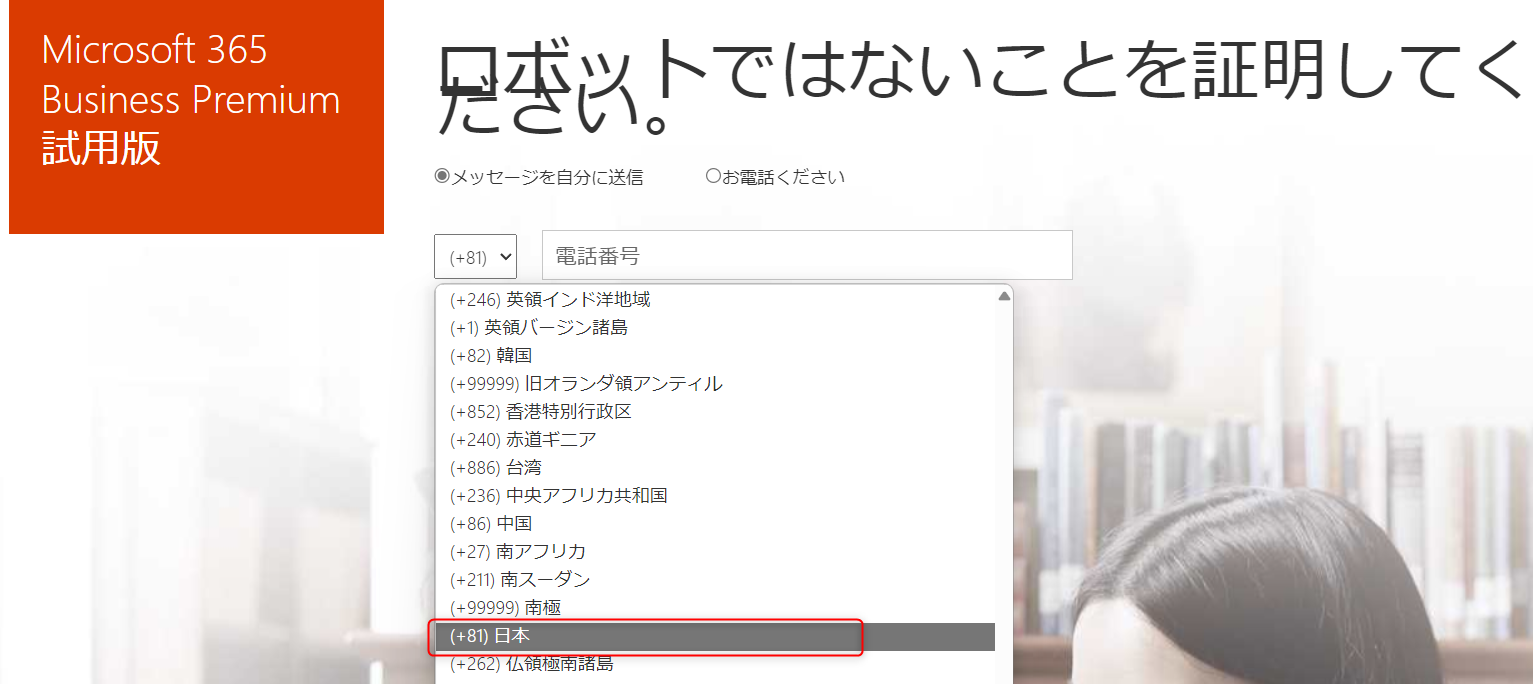 Microsoft 365
Business Premium
試用版
ロボットではないことを証明してく
ださい。
メッセージを自分に送信
お電話ください
(+81)
電話番号
(+246) 英領インド洋地域
(+1) 英領バージン諸島
(+82) 韓国
(+99999) 旧オランダ領アンティル
(+852) 香港特別行政区
(+240) 赤道ギニア
(+886) 台湾
(+236) 中央アフリカ共和国
(+86) 中国
(+27) 南アフリカ
(+211) 南スーダン
(+99999) 南極
(+81) 日本
(+262) 仏領極南諸島